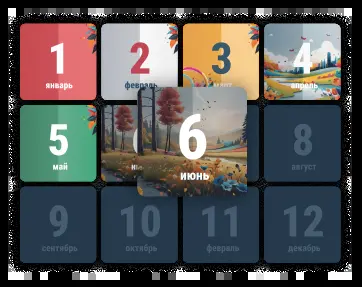 1
январь
2
февраль
3
4
апрель
5
май
6
июнь
8
август
9
сентябрь
10
октябрь
11
февраль
12
декабрь